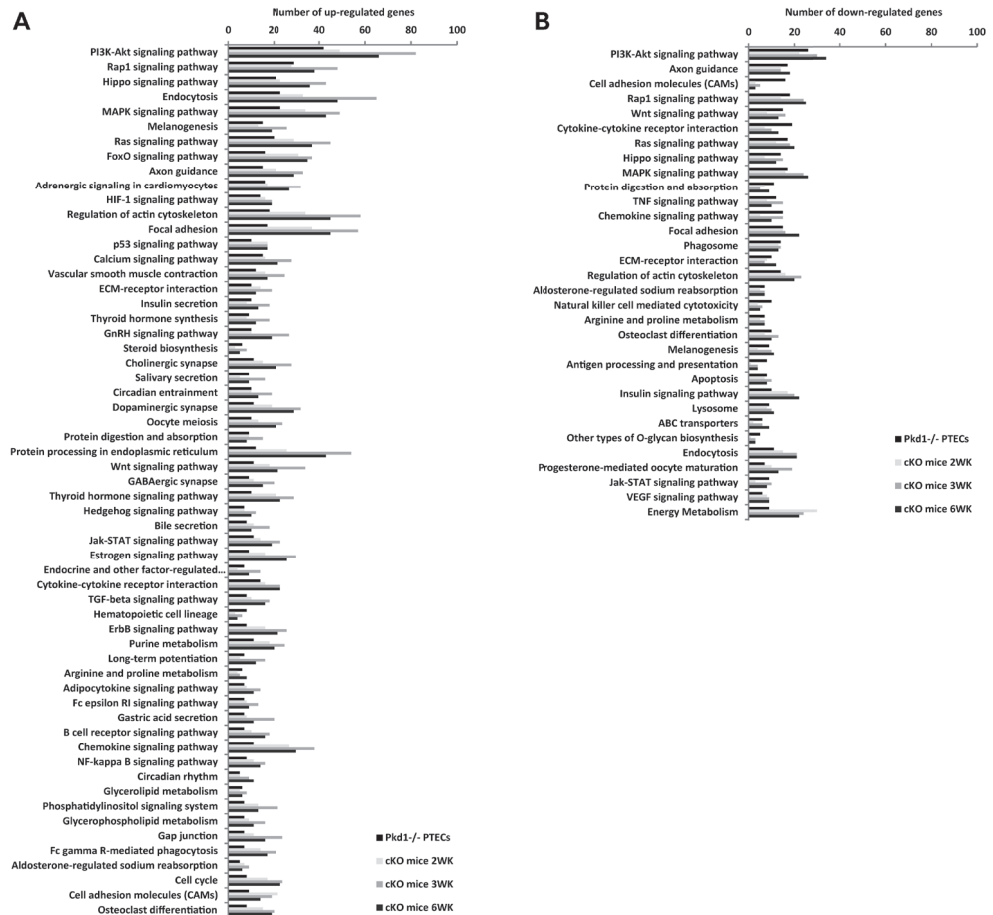 A
Number of up-regulated genes
0 20 40 60 80 100
PI3K-Akt signaling pathway
Rap1 signaling pathway
Hippo signaling pathway
Endocytosis
MAPK signaling pathway
Melanogenesis
Ras signaling pathway
FoxO signaling pathway
Axon guidance
Adrenergic signaling in cardiomyocytes
HIF-1 signaling pathway
Regulation of actin cytoskeleton
Focal adhesion
p53 signaling pathway
Calcium signaling pathway
Vascular smooth muscle contraction
ECM-receptor interaction
Insulin secretion
Thyroid hormone synthesis
GnRH signaling pathway
Steroid biosynthesis
Cholinergic synapse
Salivary secretion
Circadian entrainment
Dopaminergic synapse
Oocyte meiosis
Protein digestion and absorption
Protein processing in endoplasmic reticulum
Wnt signaling pathway
GABAergic synapse
Thyroid hormone signaling pathway
Hedgehog signaling pathway
Bile secretion
Jak-STAT signaling pathway
Estrogen signaling pathway
Endocrine and other factor-regulated...
Cytokine-cytokine receptor interaction
TGF-beta signaling pathway
Hematopoietic cell lineage
ErbB signaling pathway
Purine metabolism
Long-term potentiation
Arginine and proline metabolism
Adipocytokine signaling pathway
Fc epsilon RI signaling pathway
Gastric acid secretion
B cell receptor signaling pathway
Chemokine signaling pathway
NF-kappa B signaling pathway
Circadian rhythm
Glycerolipid metabolism
Phosphatidylinositol signaling system
Glycerophospholipid metabolism
Gap junction
Fc gamma R-mediated phagocytosis
Aldosterone-regulated sodium reabsorption
Cell cycle
Cell adhesion molecules (CAMs)
Osteoclast differentiation
Pkd1-/- PTECs
cKO mice 2WK
cKO mice 3WK
cKO mice 6WK
B
Number of down-regulated genes
0 20 40 60 80 100
PI3K-Akt signaling pathway
Axon guidance
Cell adhesion molecules (CAMs)
Rap1 signaling pathway
Wnt signaling pathway
Cytokine-cytokine receptor interaction
Ras signaling pathway
Hippo signaling pathway
MAPK signaling pathway
Protein digestion and absorption
TNF signaling pathway
Chemokine signaling pathway
Focal adhesion
Phagosome
ECM-receptor interaction
Regulation of actin cytoskeleton
Aldosterone-regulated sodium reabsorption
Natural killer cell mediated cytotoxicity
Arginine and proline metabolism
Osteoclast differentiation
Melanogenesis
Antigen processing and presentation
Apoptosis
Insulin signaling pathway
Lysosome
ABC transporters
Other types of O-glycan biosynthesis
Endocytosis
Progesterone-mediated oocyte maturation
Jak-STAT signaling pathway
VEGF signaling pathway
Energy Metabolism
Pkd1-/- PTECs
cKO mice 2WK
cKO mice 3WK
cKO mice 6WK